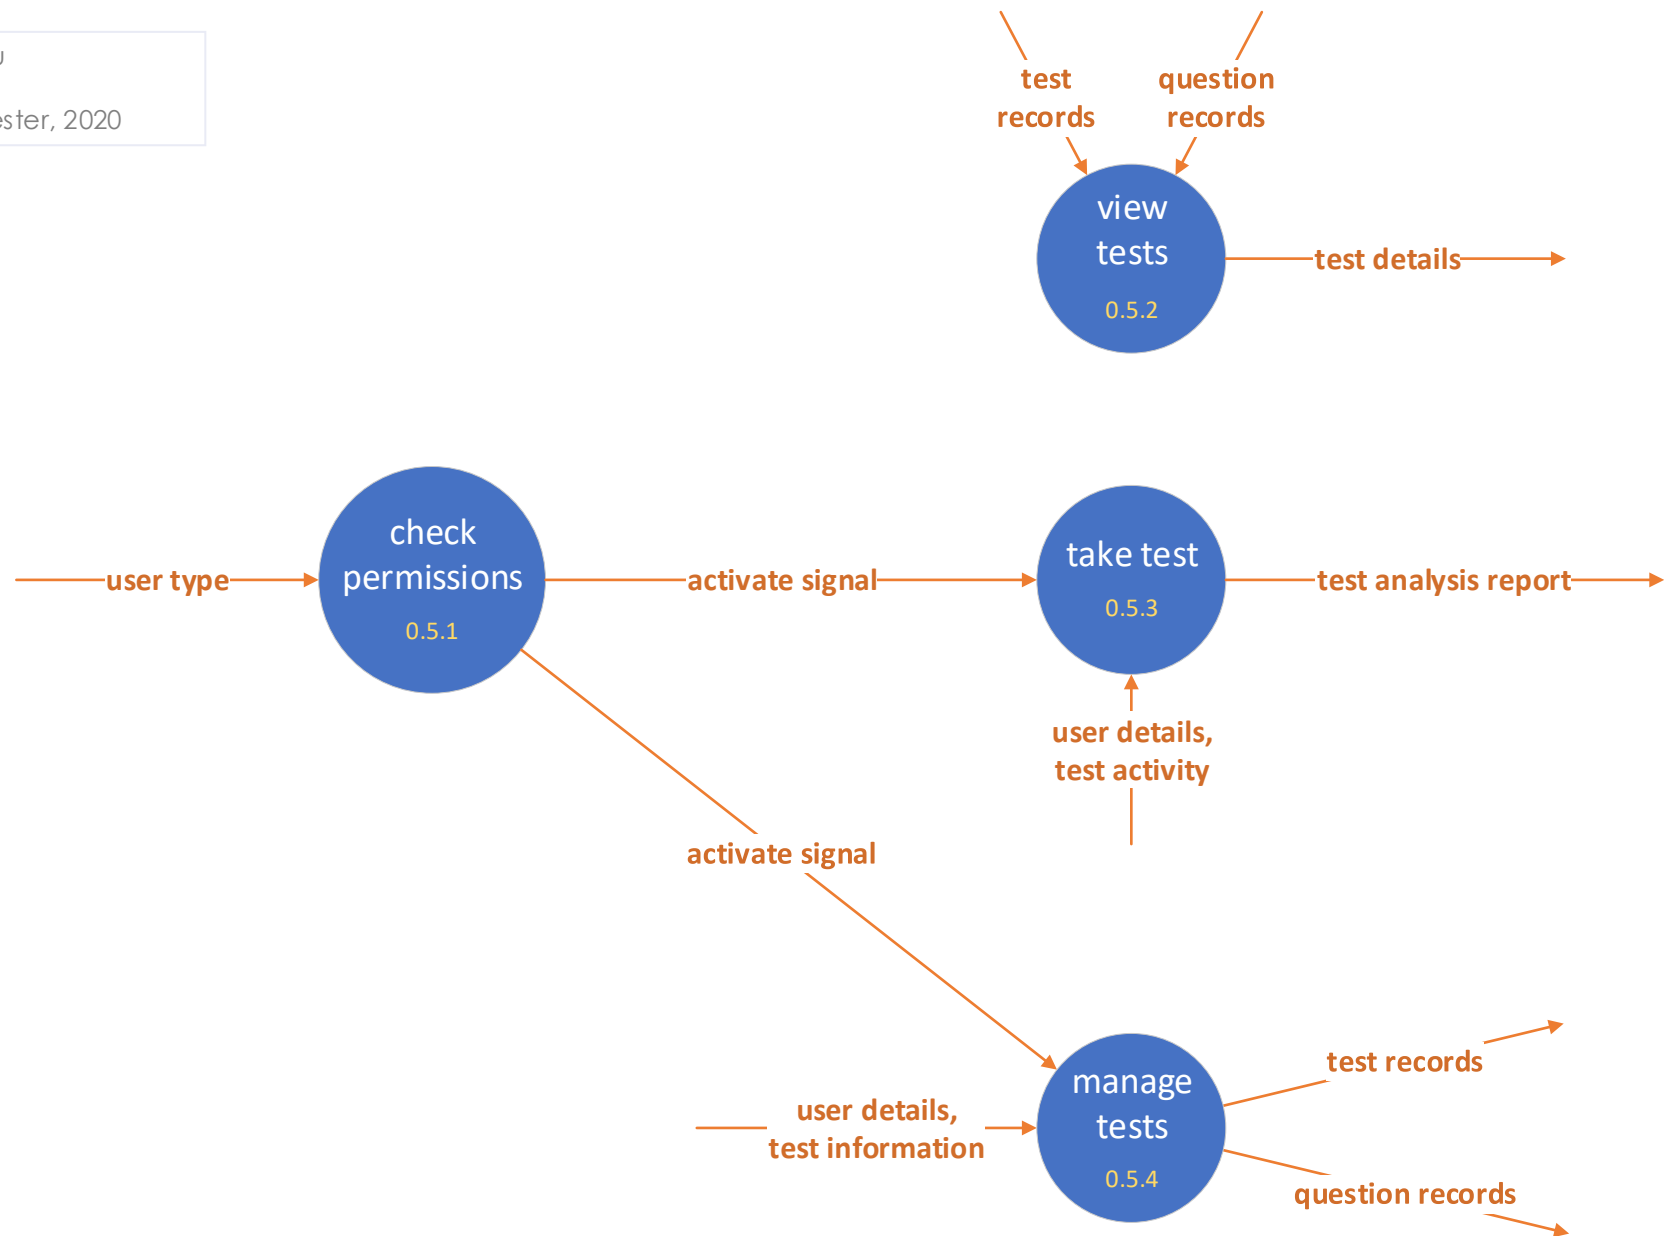 ester, 2020
test
records
question
records
view
tests
0.5.2
test details
check
permissions
0.5.1
user type
activate signal
take test
0.5.3
test analysis report
user details,
test activity
activate signal
manage
tests
0.5.4
user details,
test information
test records
question records